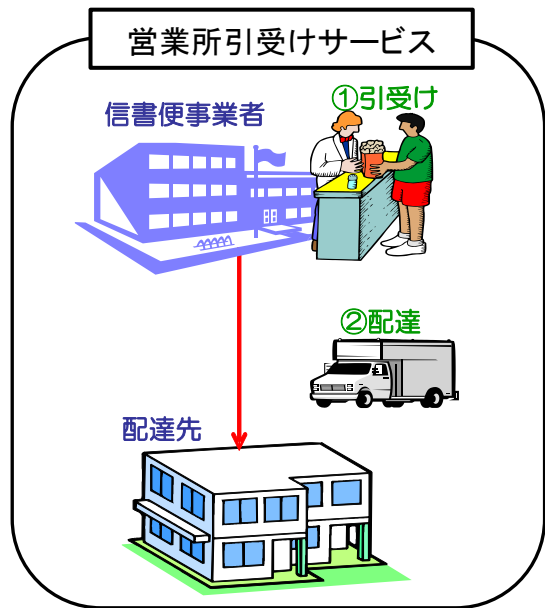 営業所引受けサービス
①引受け
信書便事業者
②配達
配達先